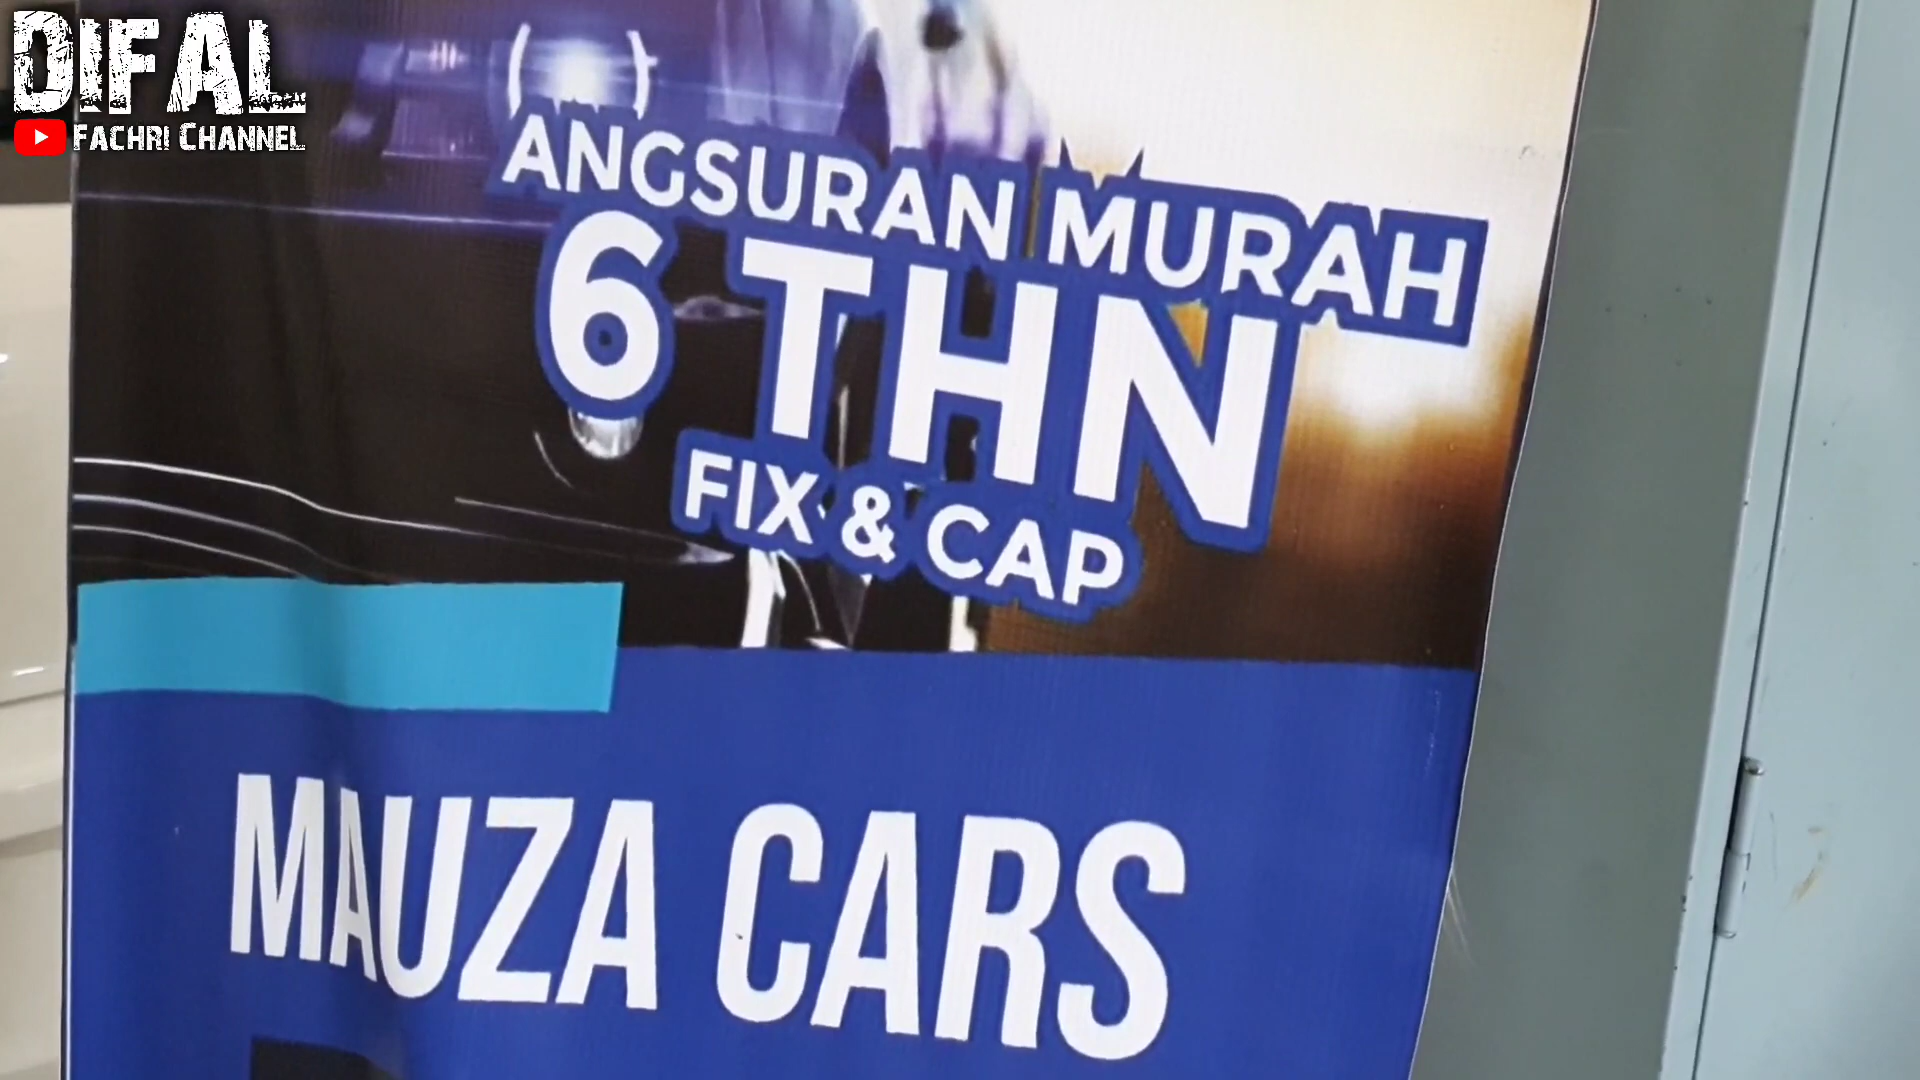 DIFAL
FACHRI CHANNEL
ANGSURAN MURAH
6 THN
FIX & CAP
MAUZA CARS